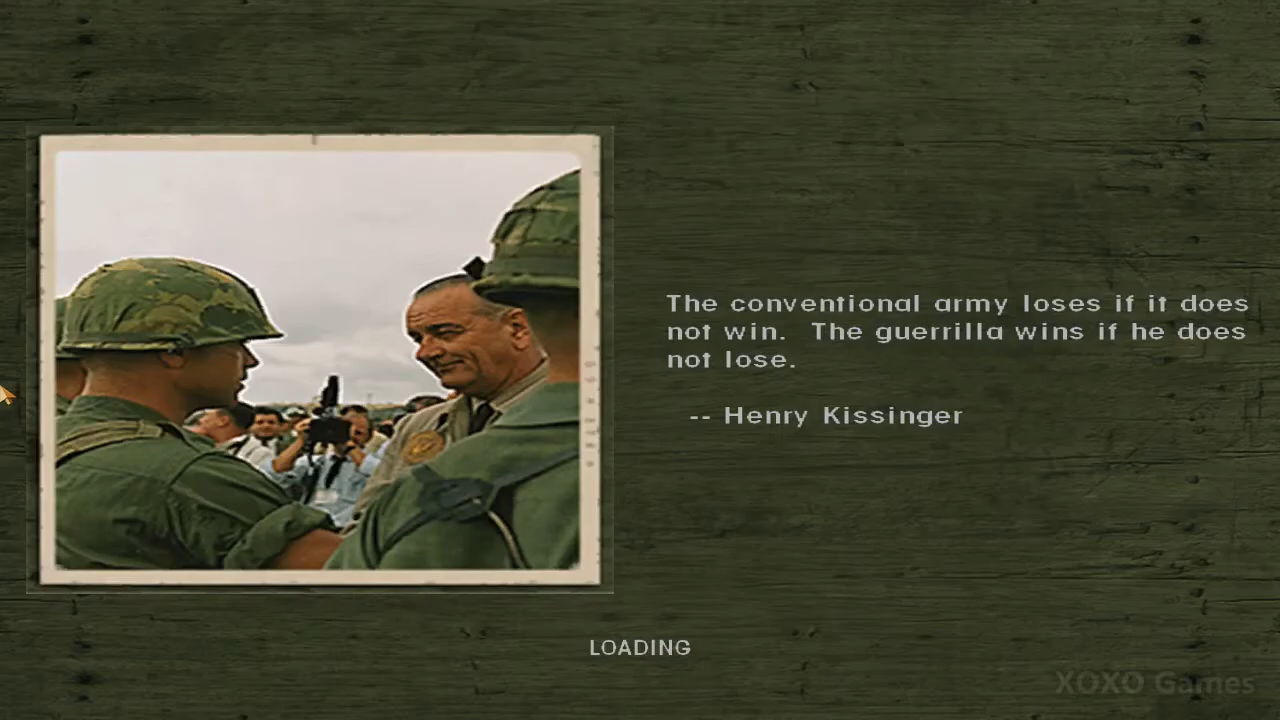 The conventional army loses if it does
not win.  The guerrilla wins if he does
not lose.
-- Henry Kissinger
LOADING
XOXO Games